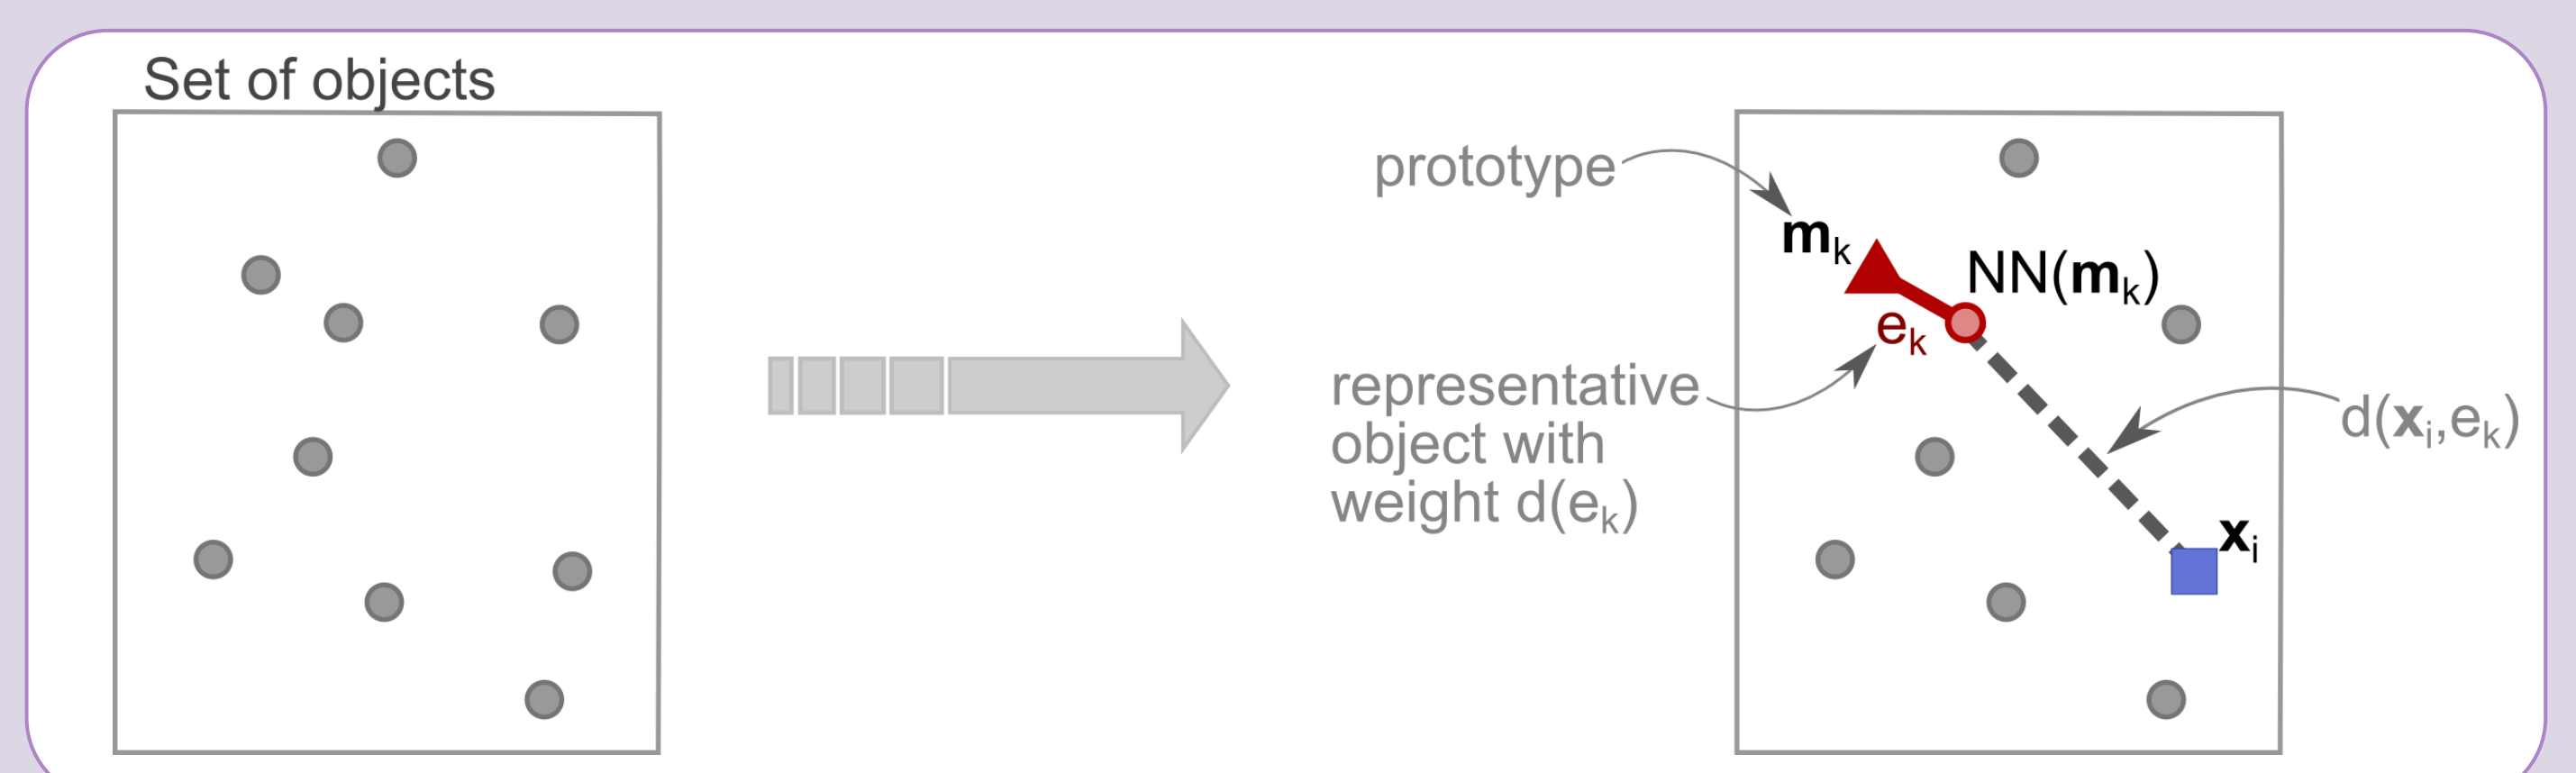 Set of objects
prototype
mk
NN(mk)
ek
representative
object with
weight d(ek)
d(xi,ek)
xi